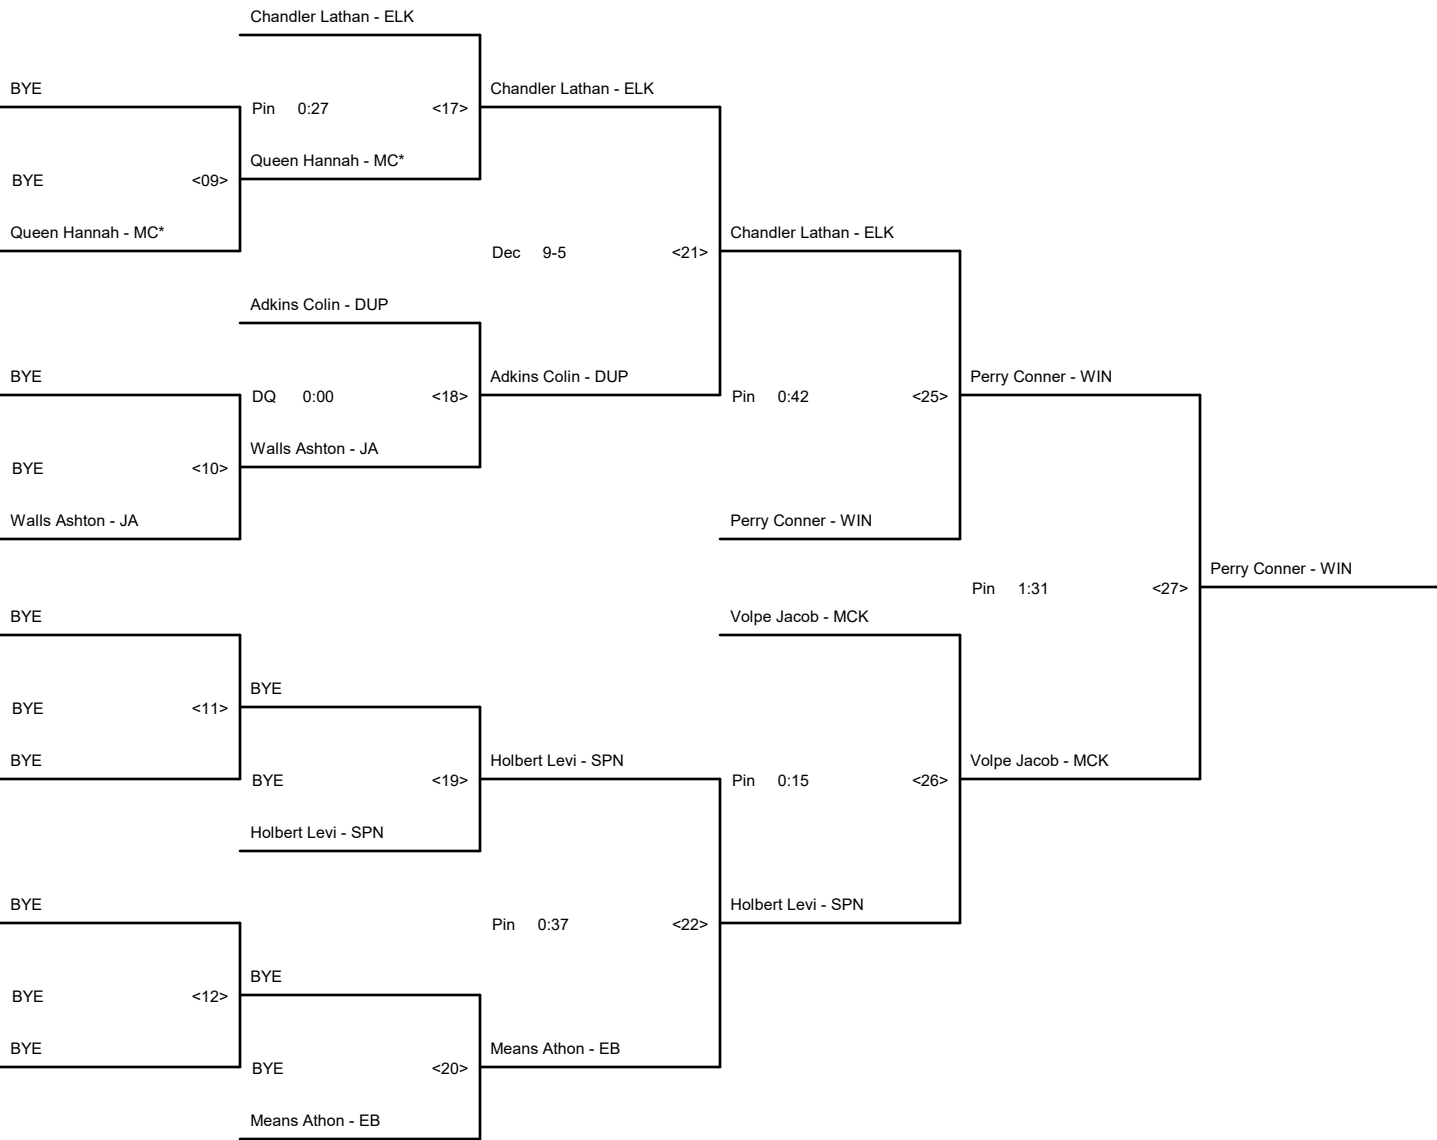 Chandler Lathan - ELK
BYE
Pin 0:27 <17>
Chandler Lathan - ELK
Queen Hannah - MC*
BYE <09>
Queen Hannah - MC*
Dec 9-5 <21>
Chandler Lathan - ELK
Adkins Colin - DUP
BYE
DQ 0:00 <18>
Adkins Colin - DUP
Pin 0:42 <25>
Perry Conner - WIN
Walls Ashton - JA
BYE <10>
Walls Ashton - JA
Perry Conner - WIN
Pin 1:31 <27>
Perry Conner - WIN
BYE
Volpe Jacob - MCK
BYE
BYE <11>
BYE
BYE <19>
Holbert Levi - SPN
Pin 0:15 <26>
Volpe Jacob - MCK
Holbert Levi - SPN
BYE
Pin 0:37 <22>
Holbert Levi - SPN
BYE
BYE <12>
BYE
BYE <20>
Means Athon - EB
Means Athon - EB